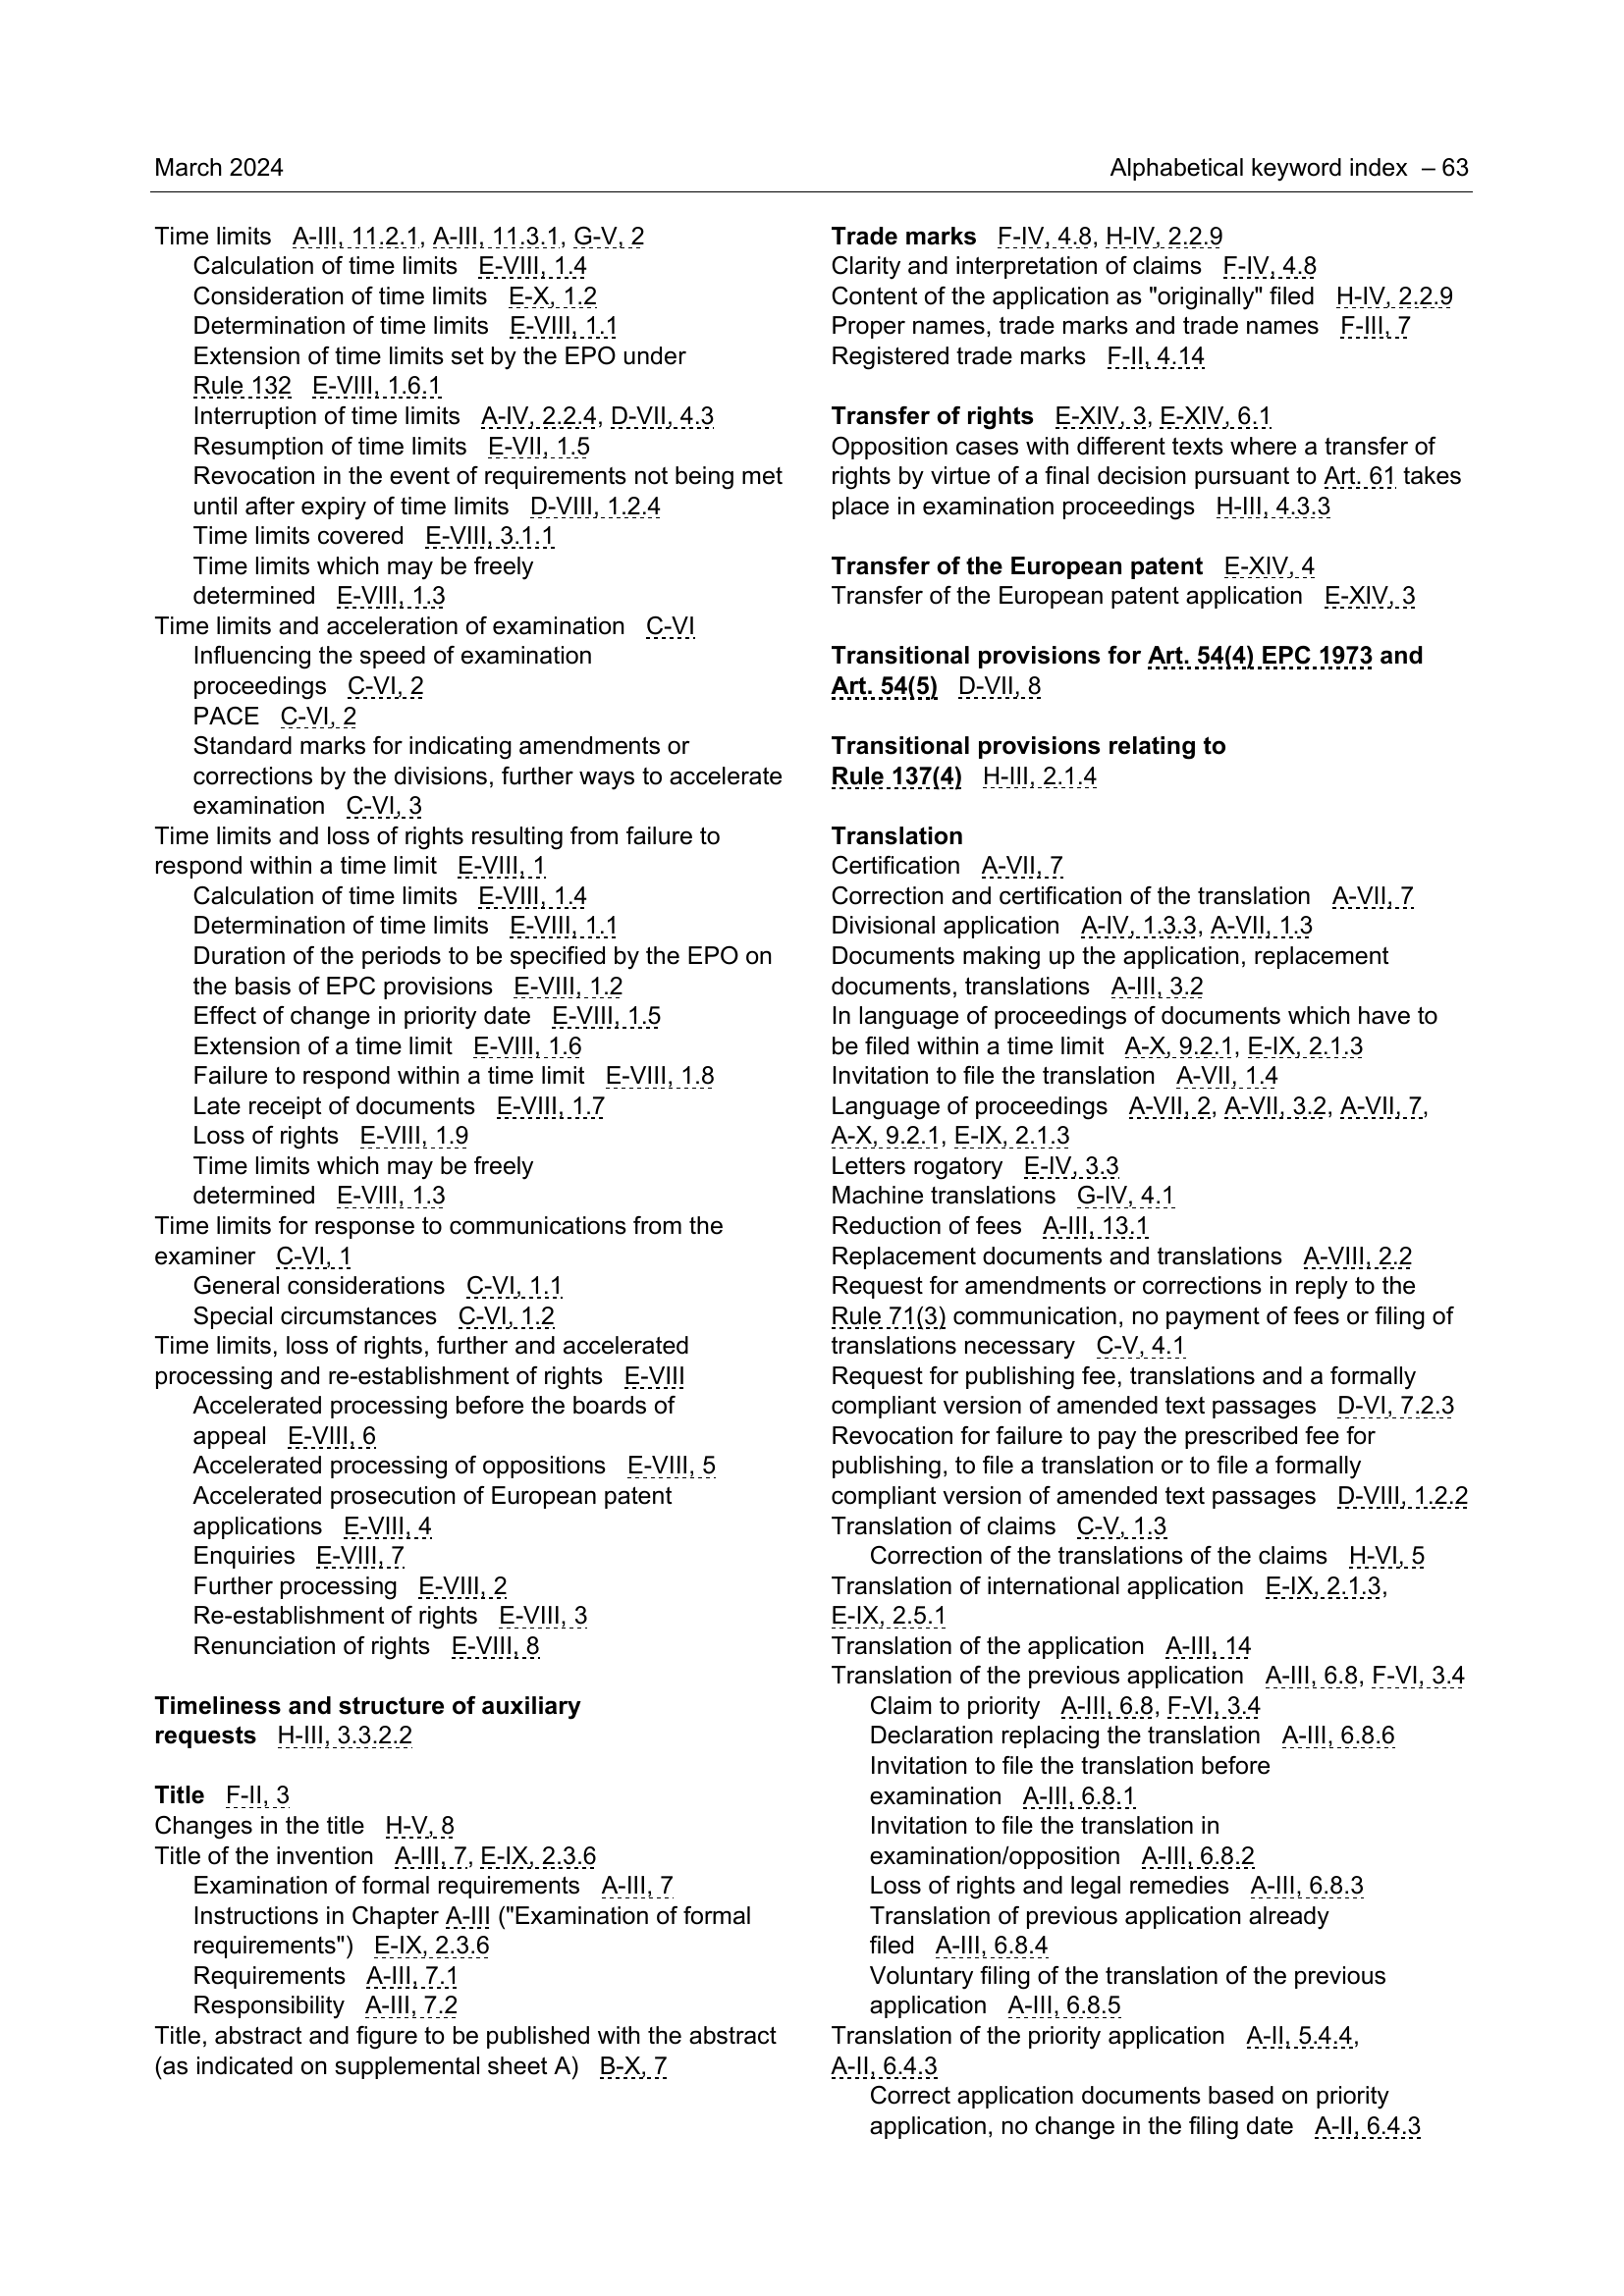 March 2024
Alphabetical keyword index – 63
Time limits A-III, 11.2.1, A-III, 11.3.1, G-V, 2
Calculation of time limits E-VIII, 1.4
Consideration of time limits E-X, 1.2
Determination of time limits E-VIII, 1.1
Extension of time limits set by the EPO under
Rule 132 E-VIII, 1.6.1
Interruption of time limits A-IV, 2.2.4, D-VII, 4.3
Resumption of time limits E-VII, 1.5
Revocation in the event of requirements not being met
until after expiry of time limits D-VIII, 1.2.4
Time limits covered E-VIII, 3.1.1
Time limits which may be freely
determined E-VIII, 1.3
Time limits and acceleration of examination C-VI
Influencing the speed of examination
proceedings C-VI, 2
PACE C-VI, 2
Standard marks for indicating amendments or
corrections by the divisions, further ways to accelerate
examination C-VI, 3
Time limits and loss of rights resulting from failure to
respond within a time limit E-VIII, 1
Calculation of time limits E-VIII, 1.4
Determination of time limits E-VIII, 1.1
Duration of the periods to be specified by the EPO on
the basis of EPC provisions E-VIII, 1.2
Effect of change in priority date E-VIII, 1.5
Extension of a time limit E-VIII, 1.6
Failure to respond within a time limit E-VIII, 1.8
Late receipt of documents E-VIII, 1.7
Loss of rights E-VIII, 1.9
Time limits which may be freely
determined E-VIII, 1.3
Time limits for response to communications from the
examiner C-VI, 1
General considerations C-VI, 1.1
Special circumstances C-VI, 1.2
Time limits, loss of rights, further and accelerated
processing and re-establishment of rights E-VIII
Accelerated processing before the boards of
appeal E-VIII, 6
Accelerated processing of oppositions E-VIII, 5
Accelerated prosecution of European patent
applications E-VIII, 4
Enquiries E-VIII, 7
Further processing E-VIII, 2
Re-establishment of rights E-VIII, 3
Renunciation of rights E-VIII, 8
Timeliness and structure of auxiliary
requests H-III, 3.3.2.2
Title F-II, 3
Changes in the title H-V, 8
Title of the invention A-III, 7, E-IX, 2.3.6
Examination of formal requirements A-III, 7
Instructions in Chapter A-III ("Examination of formal
requirements") E-IX, 2.3.6
Requirements A-III, 7.1
Responsibility A-III, 7.2
Title, abstract and figure to be published with the abstract
(as indicated on supplemental sheet A) B-X, 7
Trade marks F-IV, 4.8, H-IV, 2.2.9
Clarity and interpretation of claims F-IV, 4.8
Content of the application as "originally" filed H-IV, 2.2.9
Proper names, trade marks and trade names F-III, 7
Registered trade marks F-II, 4.14
Transfer of rights E-XIV, 3, E-XIV, 6.1
Opposition cases with different texts where a transfer of
rights by virtue of a final decision pursuant to Art. 61 takes
place in examination proceedings H-III, 4.3.3
Transfer of the European patent E-XIV, 4
Transfer of the European patent application E-XIV, 3
Transitional provisions for Art. 54(4) EPC 1973 and
Art. 54(5) D-VII, 8
Transitional provisions relating to
Rule 137(4) H-III, 2.1.4
Translation
Certification A-VII, 7
Correction and certification of the translation A-VII, 7
Divisional application A-IV, 1.3.3, A-VII, 1.3
Documents making up the application, replacement
documents, translations A-III, 3.2
In language of proceedings of documents which have to
be filed within a time limit A-X, 9.2.1, E-IX, 2.1.3
Invitation to file the translation A-VII, 1.4
Language of proceedings A-VII, 2, A-VII, 3.2, A-VII, 7,
A-X, 9.2.1, E-IX, 2.1.3
Letters rogatory E-IV, 3.3
Machine translations G-IV, 4.1
Reduction of fees A-III, 13.1
Replacement documents and translations A-VIII, 2.2
Request for amendments or corrections in reply to the
Rule 71(3) communication, no payment of fees or filing of
translations necessary C-V, 4.1
Request for publishing fee, translations and a formally
compliant version of amended text passages D-VI, 7.2.3
Revocation for failure to pay the prescribed fee for
publishing, to file a translation or to file a formally
compliant version of amended text passages D-VIII, 1.2.2
Translation of claims C-V, 1.3
Correction of the translations of the claims H-VI, 5
Translation of international application E-IX, 2.1.3,
E-IX, 2.5.1
Translation of the application A-III, 14
Translation of the previous application A-III, 6.8, F-VI, 3.4
Claim to priority A-III, 6.8, F-VI, 3.4
Declaration replacing the translation A-III, 6.8.6
Invitation to file the translation before
examination A-III, 6.8.1
Invitation to file the translation in
examination/opposition A-III, 6.8.2
Loss of rights and legal remedies A-III, 6.8.3
Translation of previous application already
filed A-III, 6.8.4
Voluntary filing of the translation of the previous
application A-III, 6.8.5
Translation of the priority application A-II, 5.4.4,
A-II, 6.4.3
Correct application documents based on priority
application, no change in the filing date A-II, 6.4.3